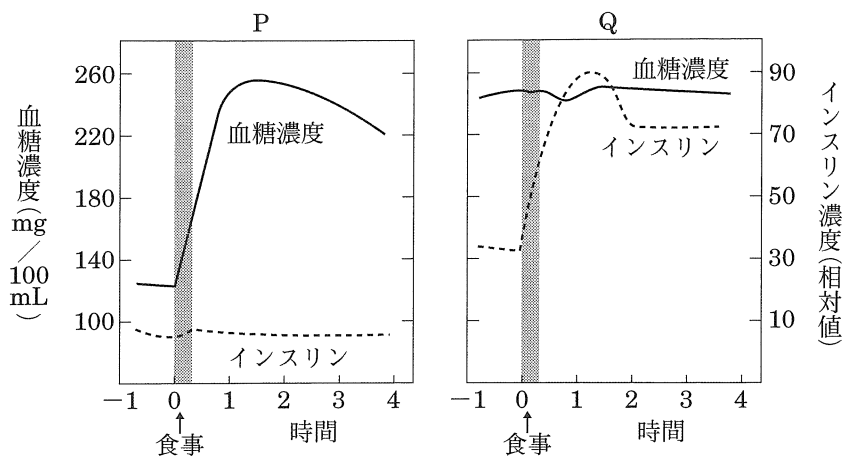 P
血糖濃度(mg/100mL)
260
220
180
140
100
血糖濃度
インスリン
−1 0 1 2 3 4
食事
時間
Q
血糖濃度
インスリン
90
70
50
30
10
インスリン濃度(相対値)
−1 0 1 2 3 4
食事
時間